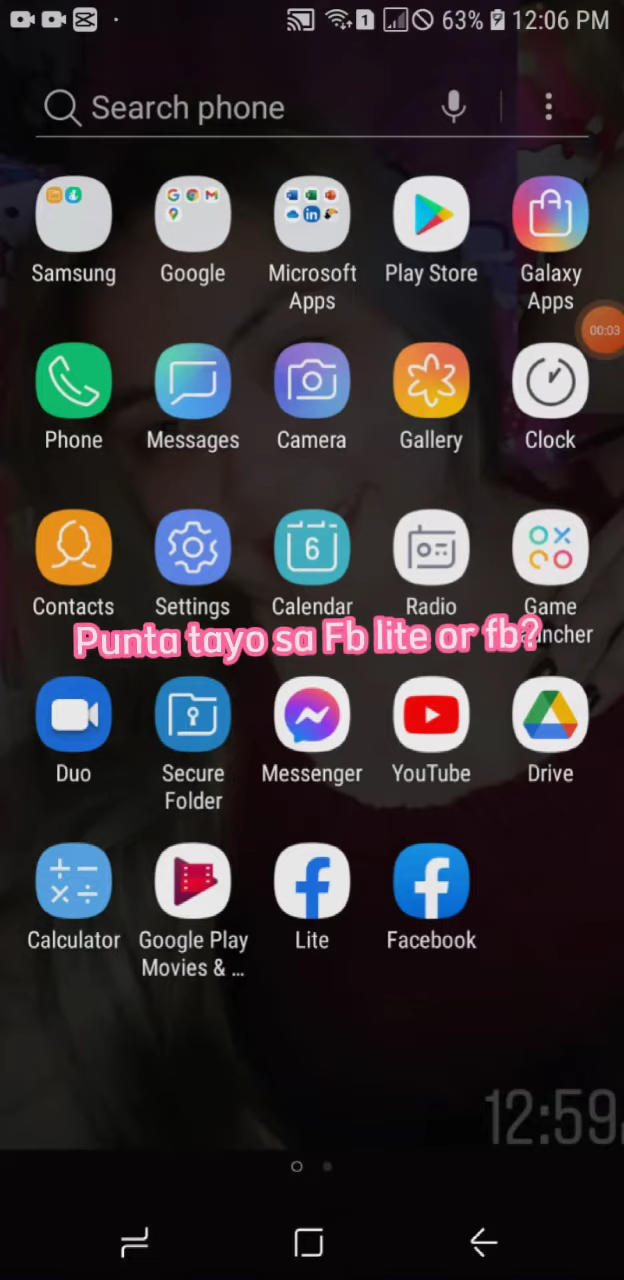 63% 12:06 PM
Search phone
Samsung
Google
Microsoft Apps
Play Store
Galaxy Apps
00:03
Phone
Messages
Camera
Gallery
Clock
Contacts
Settings
6
Calendar
Radio
Game
Punta tayo sa Fb lite or fb?
Duo
Secure Folder
Messenger
YouTube
Drive
Calculator
Google Play Movies & ...
Lite
Facebook
12:59